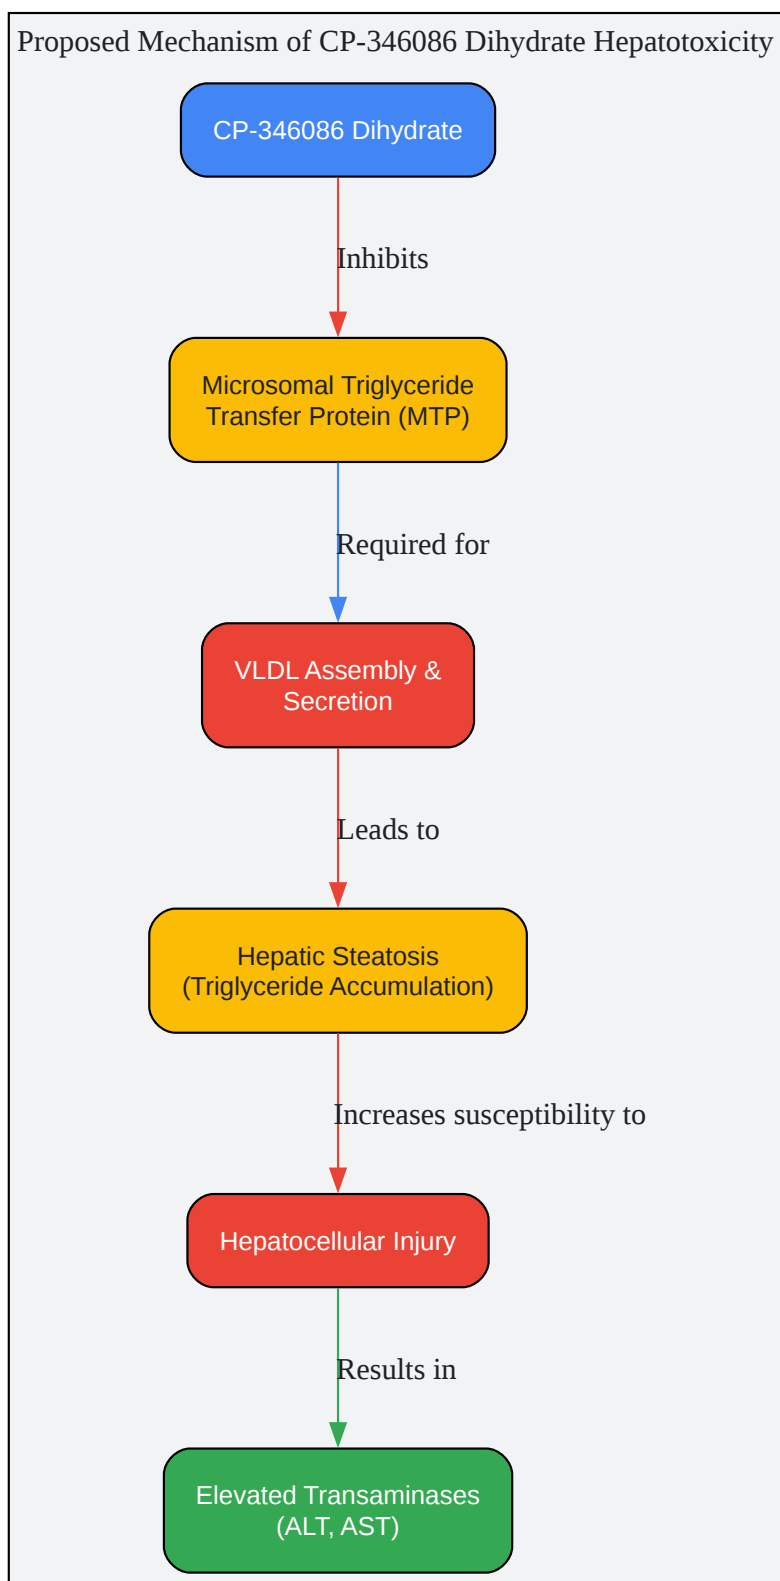 Proposed Mechanism of CP-346086 Dihydrate Hepatotoxicity
CP-346086 Dihydrate
Inhibits
Microsomal Triglyceride
Transfer Protein (MTP)
Required for
VLDL Assembly &
Secretion
Leads to
Hepatic Steatosis
(Triglyceride Accumulation)
Increases susceptibility to
Hepatocellular Injury
Results in
Elevated Transaminases
(ALT, AST)